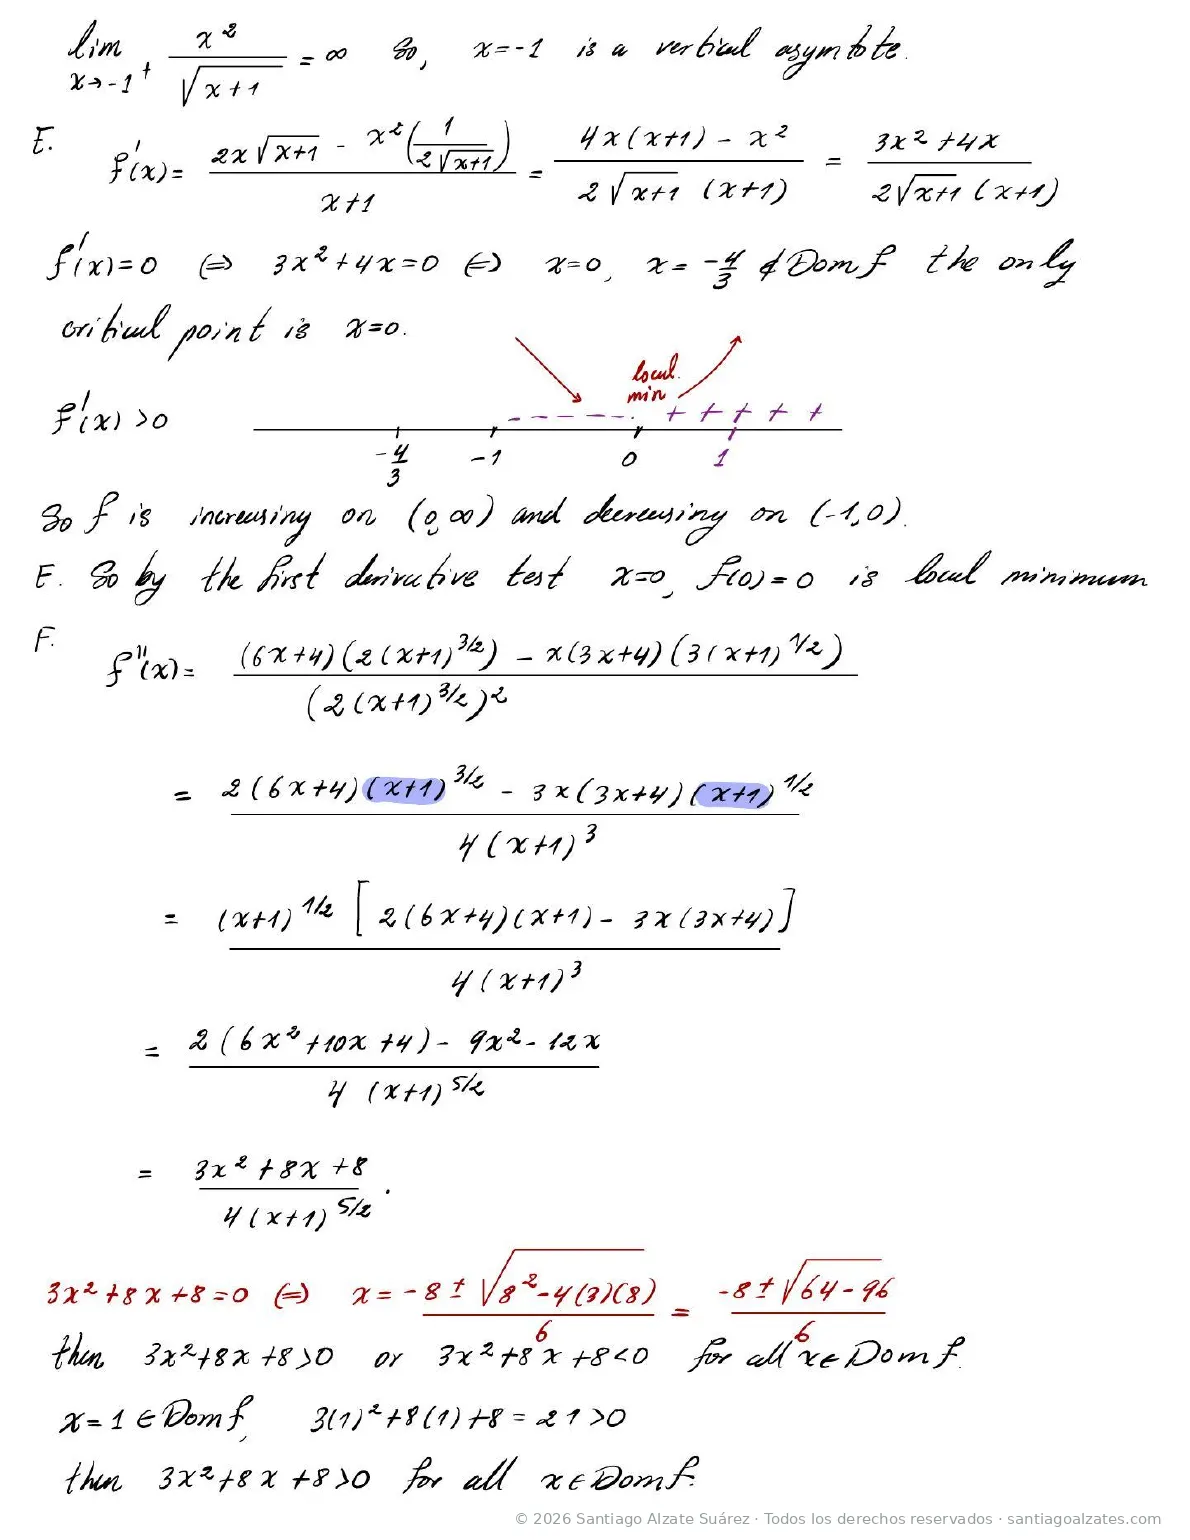 lim x→-1⁺ x²/√(x+1) = ∞ So, x=-1 is a vertical asymtote.
E. f'(x)= (2x√(x+1) - x²(1/(2√(x+1))))/(x+1) = (4x(x+1) - x²)/(2√(x+1) (x+1)) = (3x²+4x)/(2√(x+1) (x+1))
f'(x)=0 ⟺ 3x²+4x=0 ⟺ x=0, x= -4/3 ∉ Dom f the only
critical point is x=0.
local.
min
f'(x) >0 - - - - - + + + + +
-4/3 -1 0 1
So f is increasing on (0,∞) and decreasing on (-1,0).
E. So by the first derivative test x=0, f(0)=0 is local minimum
F. f''(x)= ((6x+4)(2(x+1)^3/2) - x(3x+4)(3(x+1)^1/2))/(2(x+1)^3/2)²
= (2(6x+4)(x+1)^3/2 - 3x(3x+4)(x+1)^1/2)/(4(x+1)³)
= ((x+1)^1/2 [2(6x+4)(x+1) - 3x(3x+4)])/(4(x+1)³)
= (2(6x²+10x+4) - 9x² - 12x)/(4 (x+1)^5/2)
= (3x²+8x+8)/(4(x+1)^5/2).
3x²+8x+8=0 ⟺ x= (-8 ± √(8²-4(3)(8)))/6 = (-8 ± √(64-96))/6
then 3x²+8x+8>0 or 3x²+8x+8<0 for all x∈Dom f.
x=1 ∈ Dom f, 3(1)²+8(1)+8 = 21>0
then 3x²+8x+8>0 for all x∈Dom f.
© 2026 Santiago Alzate Suárez · Todos los derechos reservados · santiagoalzates.com